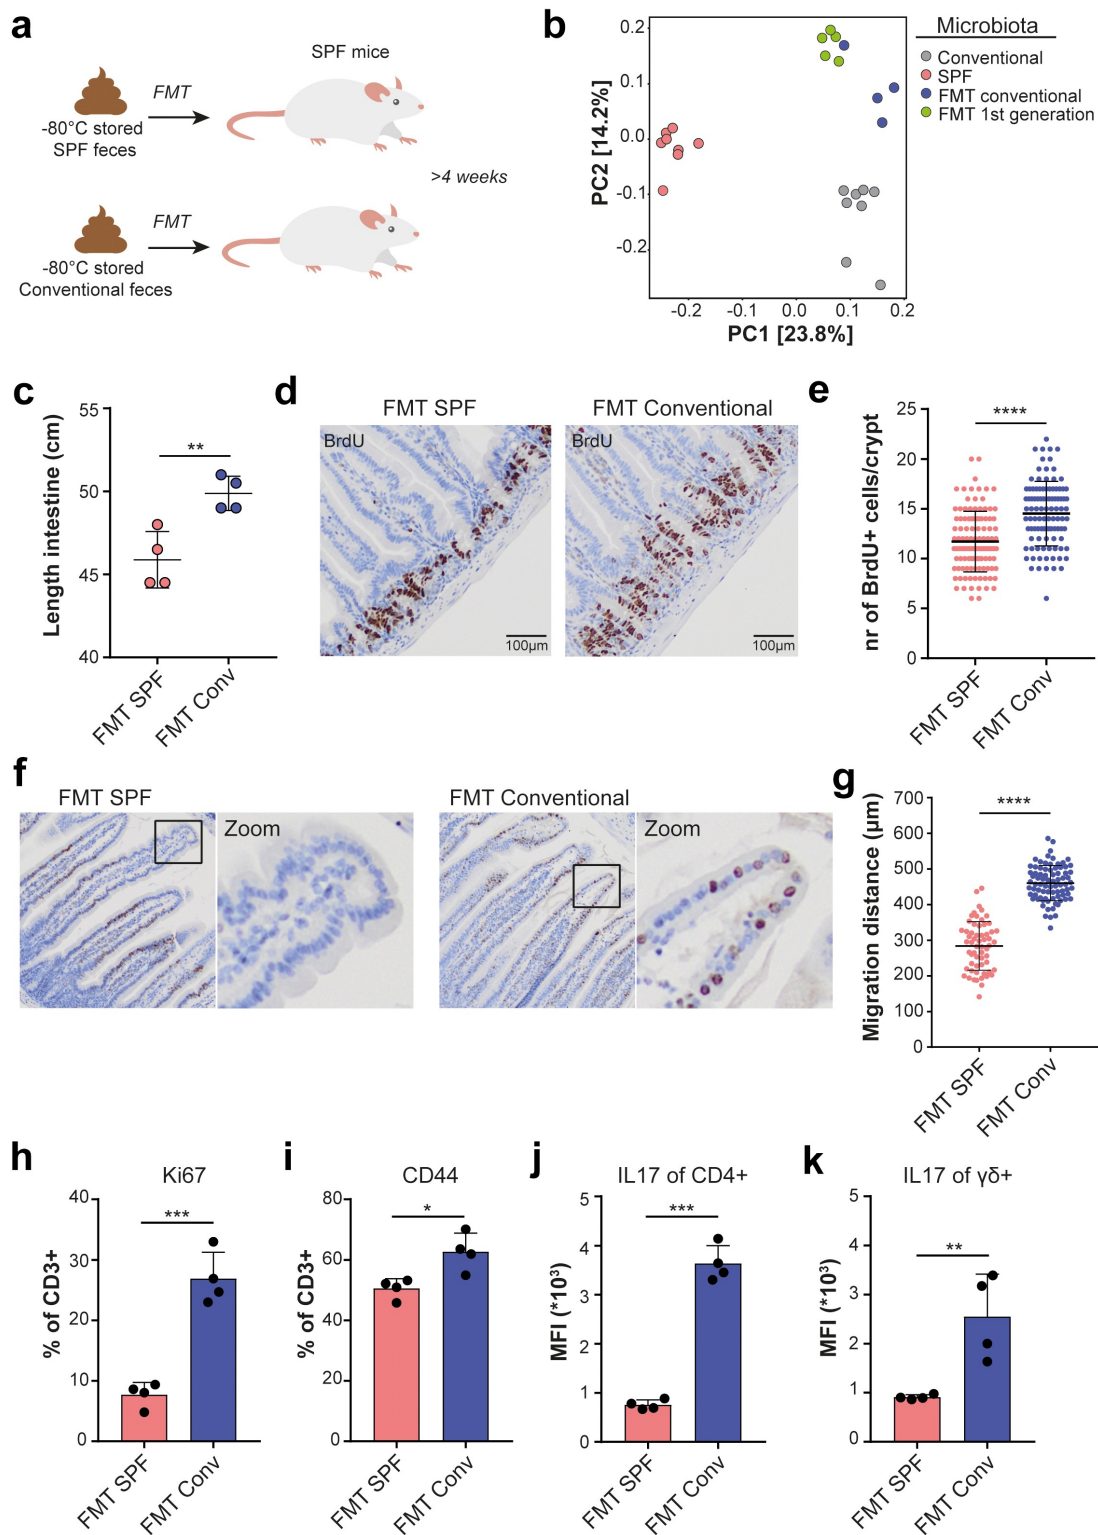 a
SPF mice
FMT
-80°C stored
SPF feces
>4 weeks
FMT
-80°C stored
Conventional feces
b
Microbiota
Conventional
SPF
FMT conventional
FMT 1st generation
PC2 [14.2%]
0.2
0.1
0.0
-0.1
-0.2
-0.2
-0.1
0.0
0.1
0.2
PC1 [23.8%]
c
Length intestine (cm)
55
50
45
40
**
FMT SPF
FMT Conv
d
FMT SPF
FMT Conventional
BrdU
BrdU
100µm
100µm
e
nr of BrdU+ cells/crypt
25
20
15
10
5
0
****
FMT SPF
FMT Conv
f
FMT SPF
FMT Conventional
Zoom
Zoom
g
Migration distance (µm)
700
600
500
400
300
200
100
0
****
FMT SPF
FMT Conv
h
Ki67
% of CD3+
40
30
20
10
0
***
FMT SPF
FMT Conv
i
CD44
% of CD3+
80
60
40
20
0
*
FMT SPF
FMT Conv
j
IL17 of CD4+
MFI (*10³)
5
4
3
2
1
0
***
FMT SPF
FMT Conv
k
IL17 of γδ+
MFI (*10³)
5
4
3
2
1
0
**
FMT SPF
FMT Conv